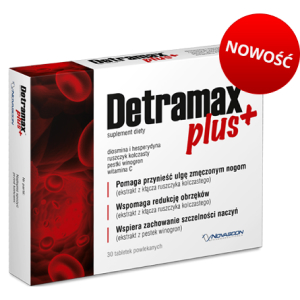 NOWOŚĆ
Detramax
plus+
suplement diety
diosmina i hesperydyna
ruszczyk kolczasty
pestki winogron
witamina C
Pomaga przynieść ulgę zmęczonym nogom
(ekstrakt z kłącza ruszczyka kolczastego)
Wspomaga redukcję obrzęków
(ekstrakt z kłącza ruszczyka kolczastego)
Wspiera zachowanie szczelności naczyń
(ekstrakt z pestek winogron)
30 tabletek powlekanych
NOVASCON
Detramax
plus+